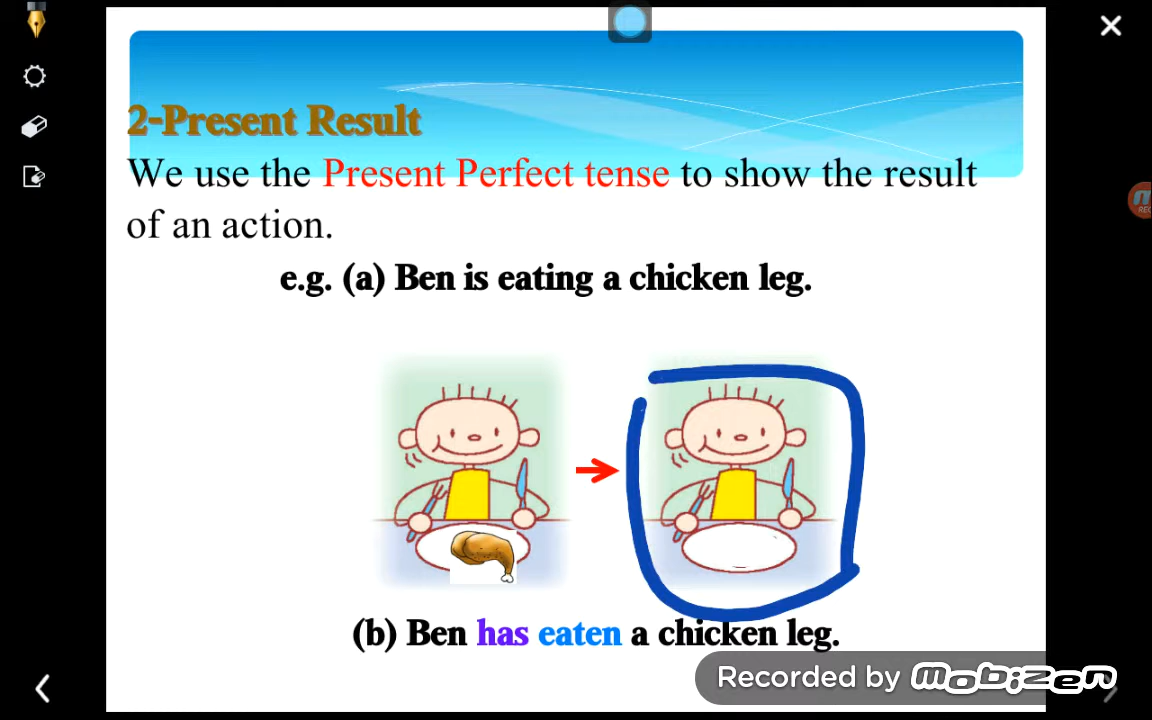 2-Present Result
We use the Present Perfect tense to show the result
of an action.
e.g. (a) Ben is eating a chicken leg.
(b) Ben has eaten a chicken leg.
Recorded by mobizen
REC